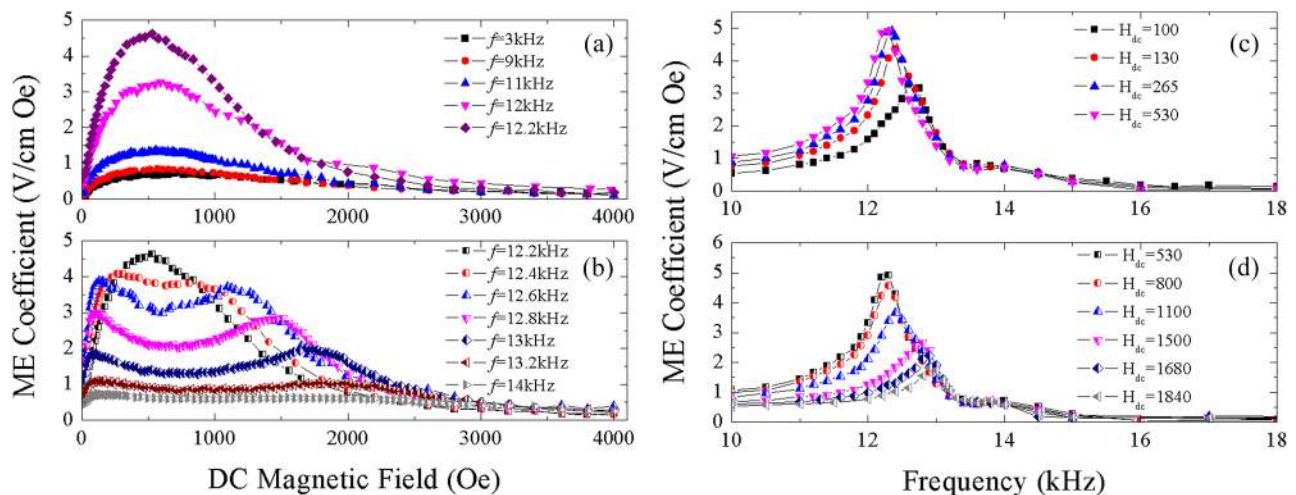 ME Coefficient (V/cm Oe)
5
4
3
2
1
0
(a)
f=3kHz
f=9kHz
f=11kHz
f=12kHz
f=12.2kHz
0 1000 2000 3000 4000
5
4
3
2
1
0
(b)
f=12.2kHz
f=12.4kHz
f=12.6kHz
f=12.8kHz
f=13kHz
f=13.2kHz
f=14kHz
0 1000 2000 3000 4000
DC Magnetic Field (Oe)
ME Coefficient (V/cm Oe)
5
4
3
2
1
0
(c)
Hdc=100
Hdc=130
Hdc=265
Hdc=530
10 12 14 16 18
6
5
4
3
2
1
0
(d)
Hdc=530
Hdc=800
Hdc=1100
Hdc=1500
Hdc=1680
Hdc=1840
10 12 14 16 18
Frequency (kHz)